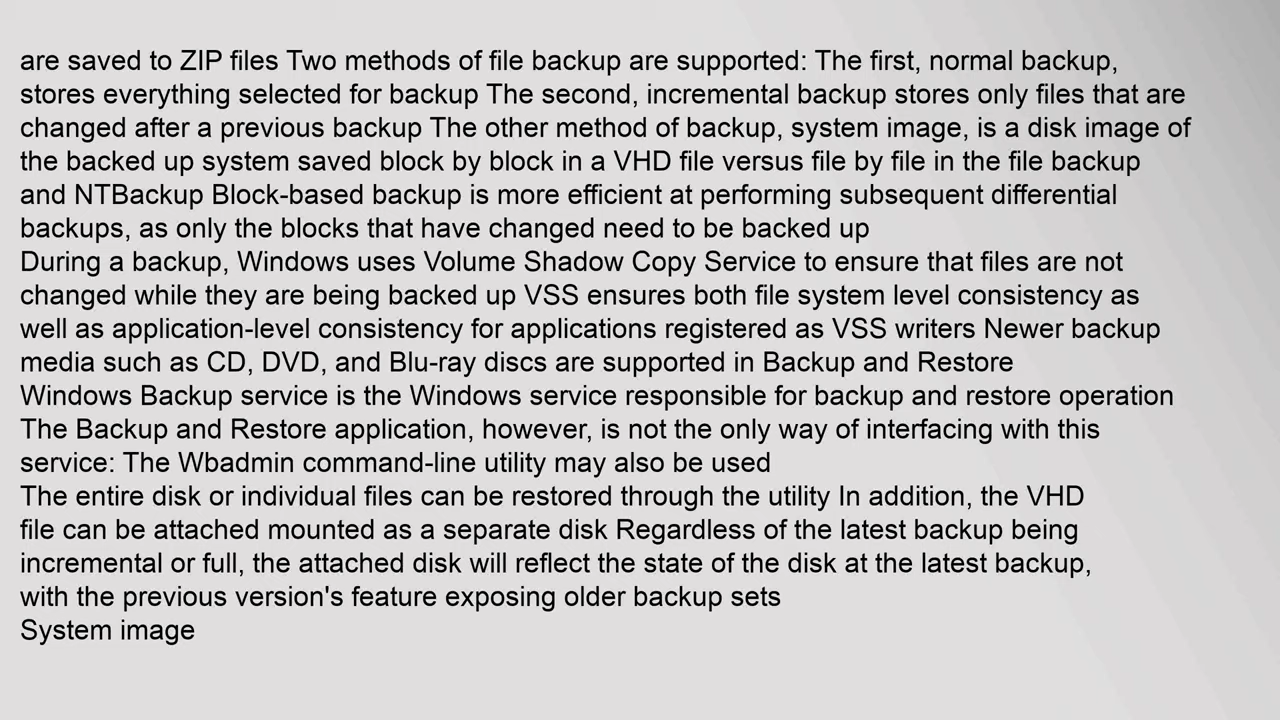 are saved to ZIP files Two methods of file backup are supported: The first, normal backup,
stores everything selected for backup The second, incremental backup stores only files that are
changed after a previous backup The other method of backup, system image, is a disk image of
the backed up system saved block by block in a VHD file versus file by file in the file backup
and NTBackup Block-based backup is more efficient at performing subsequent differential
backups, as only the blocks that have changed need to be backed up
During a backup, Windows uses Volume Shadow Copy Service to ensure that files are not
changed while they are being backed up VSS ensures both file system level consistency as
well as application-level consistency for applications registered as VSS writers Newer backup
media such as CD, DVD, and Blu-ray discs are supported in Backup and Restore
Windows Backup service is the Windows service responsible for backup and restore operation
The Backup and Restore application, however, is not the only way of interfacing with this
service: The Wbadmin command-line utility may also be used
The entire disk or individual files can be restored through the utility In addition, the VHD
file can be attached mounted as a separate disk Regardless of the latest backup being
incremental or full, the attached disk will reflect the state of the disk at the latest backup,
with the previous version's feature exposing older backup sets
System image